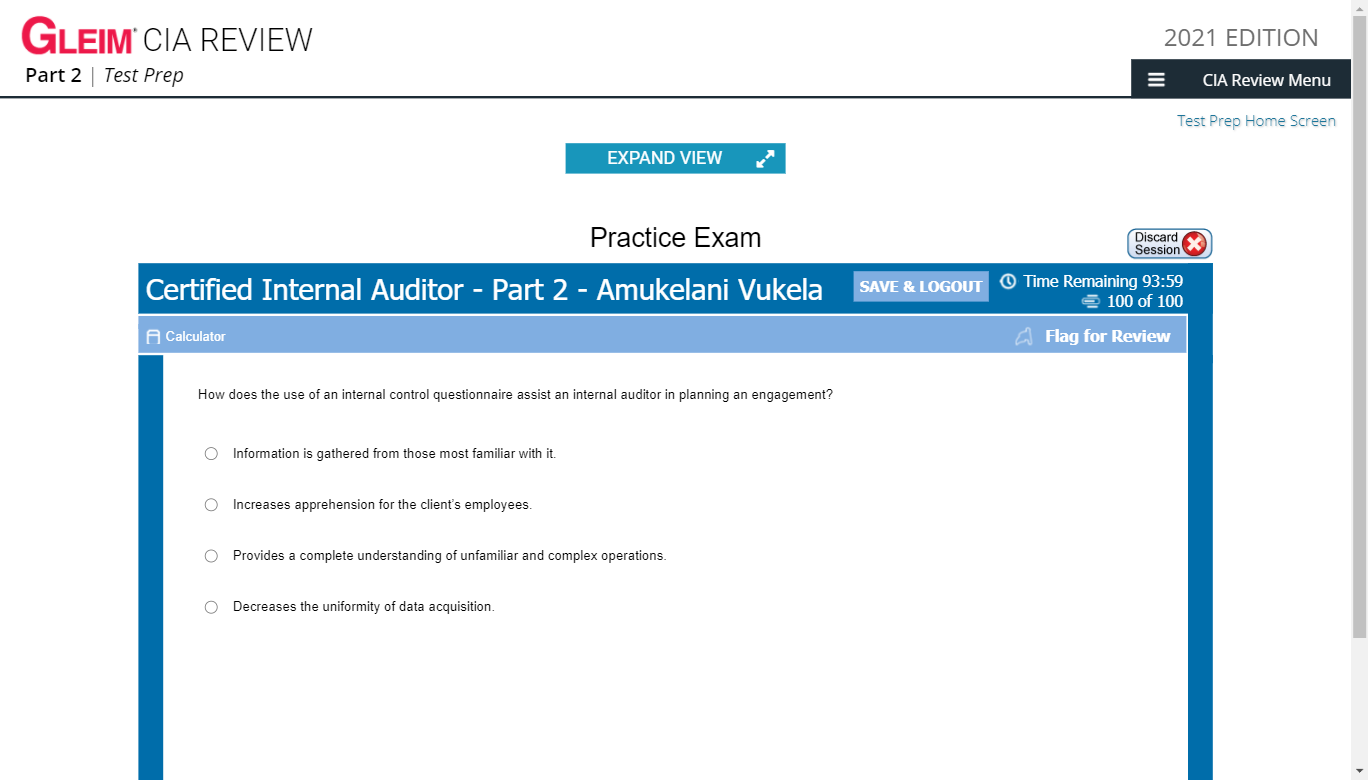 GLEIM® CIA REVIEW
2021 EDITION
Part 2 | Test Prep
CIA Review Menu
Test Prep Home Screen
EXPAND VIEW
Practice Exam
Discard
Session
Certified Internal Auditor - Part 2 - Amukelani Vukela
SAVE & LOGOUT
Time Remaining 93:59
100 of 100
Calculator
Flag for Review
How does the use of an internal control questionnaire assist an internal auditor in planning an engagement?
Information is gathered from those most familiar with it.
Increases apprehension for the client's employees.
Provides a complete understanding of unfamiliar and complex operations.
Decreases the uniformity of data acquisition.